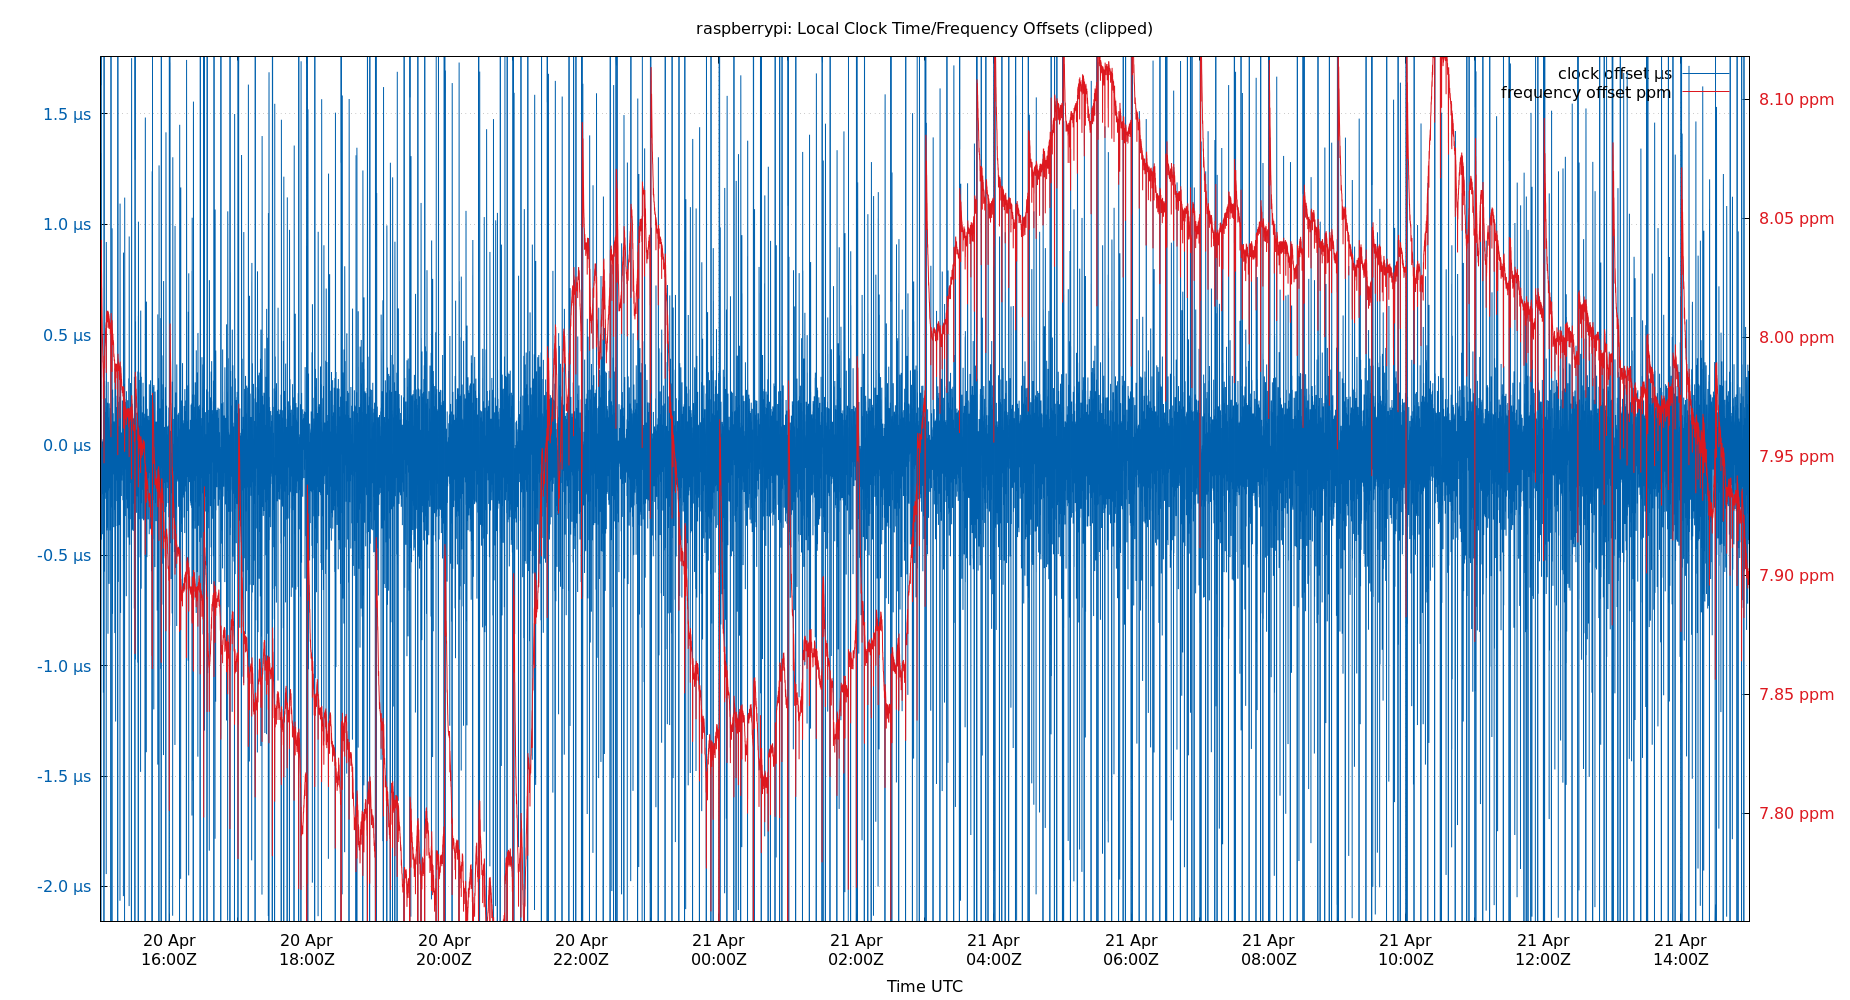 raspberrypi: Local Clock Time/Frequency Offsets (clipped)
clock offset µs
frequency offset ppm
1.5 µs
1.0 µs
0.5 µs
0.0 µs
-0.5 µs
-1.0 µs
-1.5 µs
-2.0 µs
8.10 ppm
8.05 ppm
8.00 ppm
7.95 ppm
7.90 ppm
7.85 ppm
7.80 ppm
20 Apr 20 Apr 20 Apr 20 Apr 21 Apr 21 Apr 21 Apr 21 Apr 21 Apr 21 Apr 21 Apr 21 Apr
16:00Z 18:00Z 20:00Z 22:00Z 00:00Z 02:00Z 04:00Z 06:00Z 08:00Z 10:00Z 12:00Z 14:00Z
Time UTC